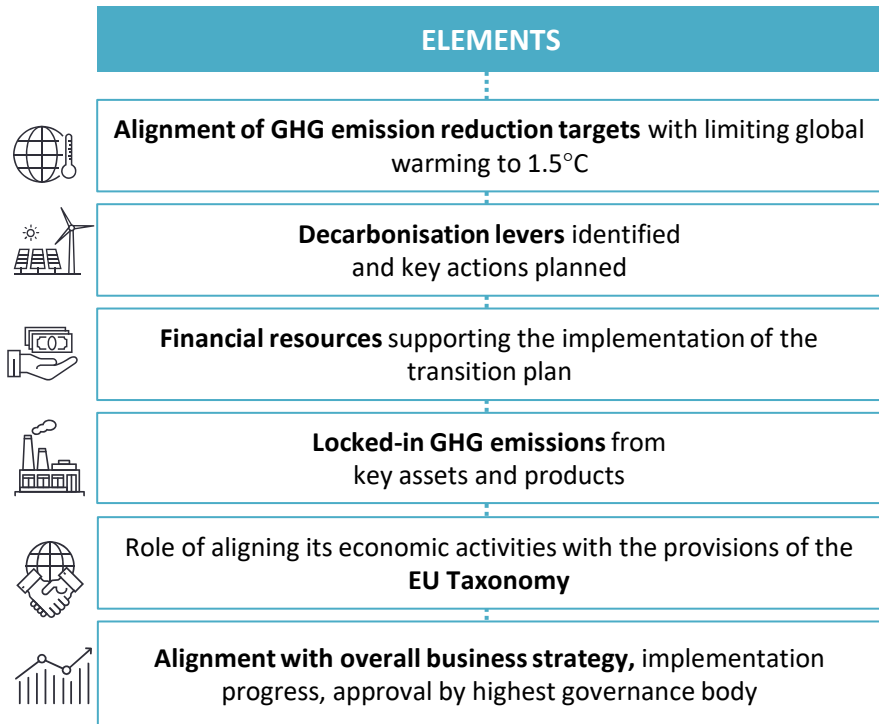 ELEMENTS
Alignment of GHG emission reduction targets with limiting global
warming to 1.5°C
Decarbonisation levers identified
and key actions planned
Financial resources supporting the implementation of the
transition plan
Locked-in GHG emissions from
key assets and products
Role of aligning its economic activities with the provisions of the
EU Taxonomy
Alignment with overall business strategy, implementation
progress, approval by highest governance body